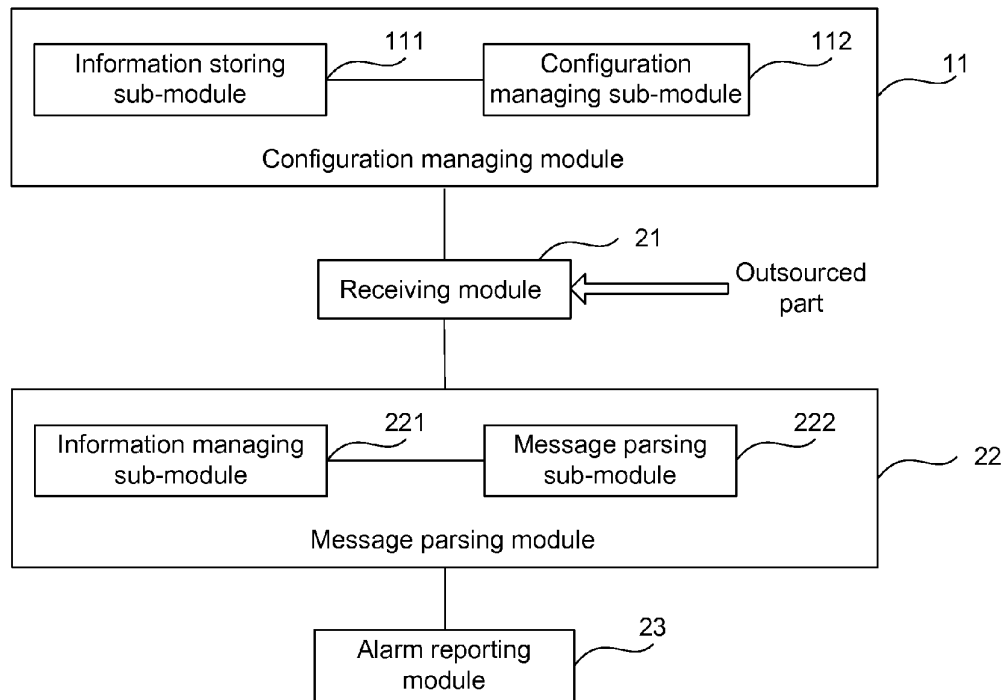 111
112
Information storing
sub-module
Configuration
managing sub-module
11
Configuration managing module
21
Receiving module
Outsourced
part
221
222
Information managing
sub-module
Message parsing
sub-module
22
Message parsing module
23
Alarm reporting
module